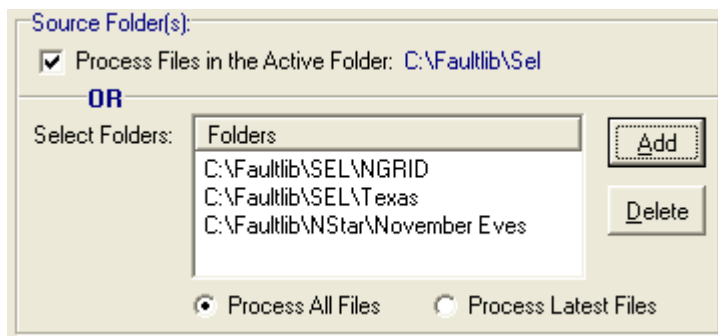 Source Folder(s):
Process Files in the Active Folder: C:\Faultlib\Sel
OR
Select Folders:
Folders
C:\Faultlib\SEL\NGRID
C:\Faultlib\SEL\Texas
C:\Faultlib\NStar\November Eves
Add
Delete
Process All Files
Process Latest Files